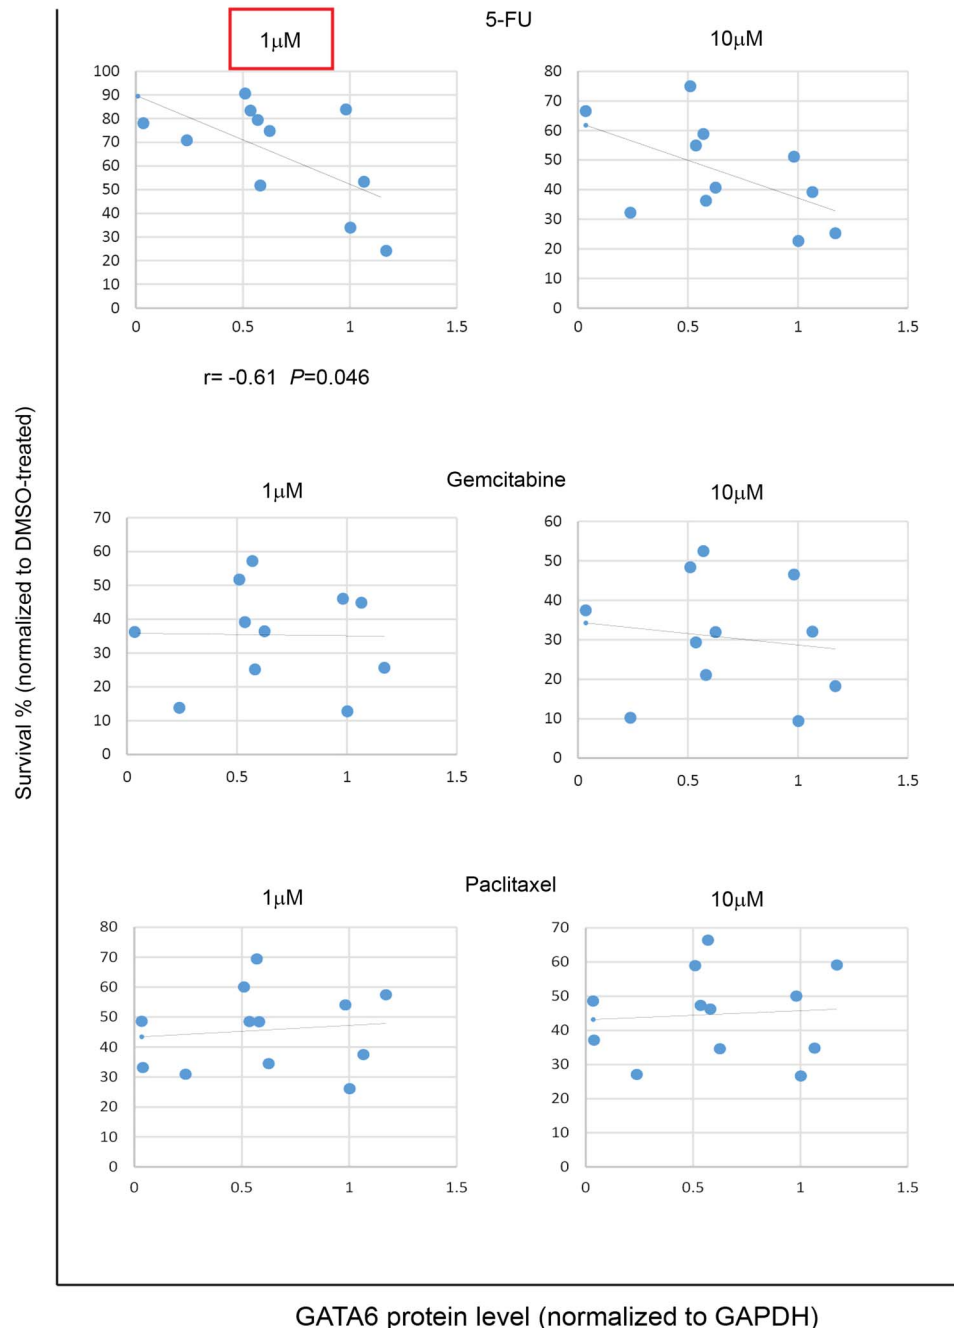 5-FU
1μM
10μM
100
90
80
70
60
50
40
30
20
10
0
0 0.5 1 1.5
80
70
60
50
40
30
20
10
0
0 0.5 1 1.5
r= -0.61 P=0.046
Gemcitabine
1μM
10μM
70
60
50
40
30
20
10
0
0 0.5 1 1.5
60
50
40
30
20
10
0
0 0.5 1 1.5
Paclitaxel
1μM
10μM
80
70
60
50
40
30
20
10
0
0 0.5 1 1.5
70
60
50
40
30
20
10
0
0 0.5 1 1.5
Survival % (normalized to DMSO-treated)
GATA6 protein level (normalized to GAPDH)